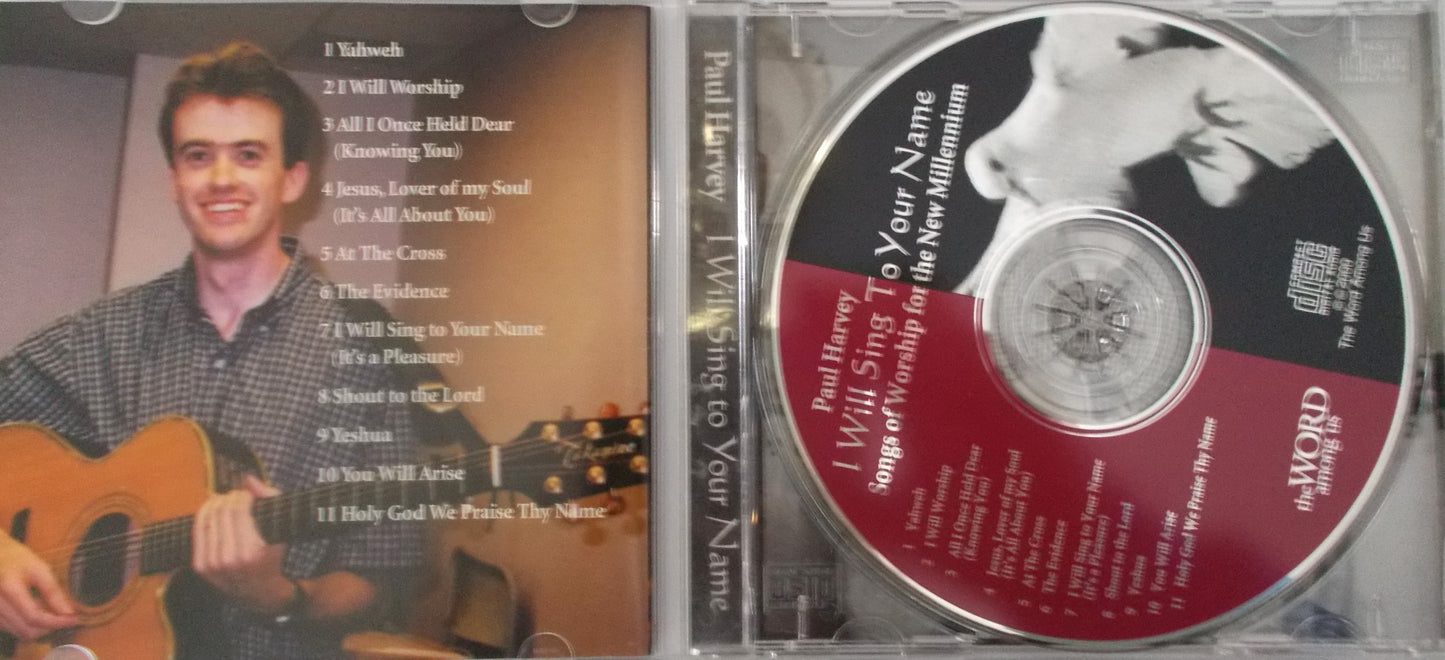 1 Yahweh
2 I Will Worship
3 All I Once Held Dear
(Knowing You)
4 Jesus, Lover of my Soul
(It's All About You)
5 At The Cross
6 The Evidence
7 I Will Sing to Your Name
(It's a Pleasure)
8 Shout to the Lord
9 Yeshua
10 You Will Arise
11 Holy God We Praise Thy Name
Takamine
Paul Harvey I Will Sing to Your Name
Paul Harvey
I Will Sing To Your Name
Songs of Worship for the New Millennium
1 Yahweh
2 I Will Worship
3 All I Once Held Dear
(Knowing You)
4 Jesus, Lover of my Soul
(It's All About You)
5 At The Cross
6 The Evidence
7 I Will Sing to Your Name
(It's a Pleasure)
8 Shout to the Lord
9 Yeshua
10 You Will Arise
11 Holy God We Praise Thy Name
COMPACT
disc
DIGITAL AUDIO
The Word Among Us
the WORD
among us